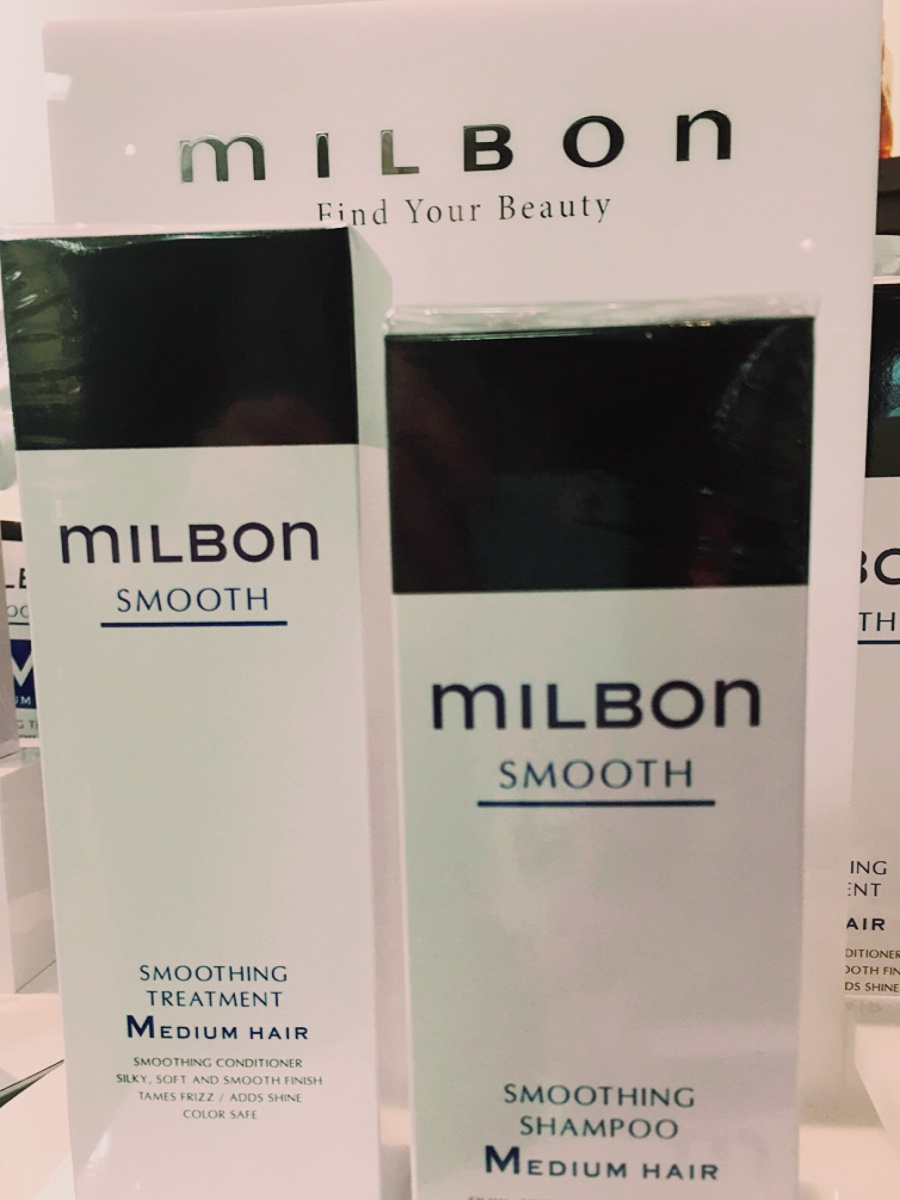 MILBON
Find Your Beauty
MILBON
SMOOTH
SMOOTHING
TREATMENT
MEDIUM HAIR
SMOOTHING CONDITIONER
SILKY, SOFT AND SMOOTH FINISH
TAMES FRIZZ / ADDS SHINE
COLOR SAFE
MILBON
SMOOTH
SMOOTHING
SHAMPOO
MEDIUM HAIR